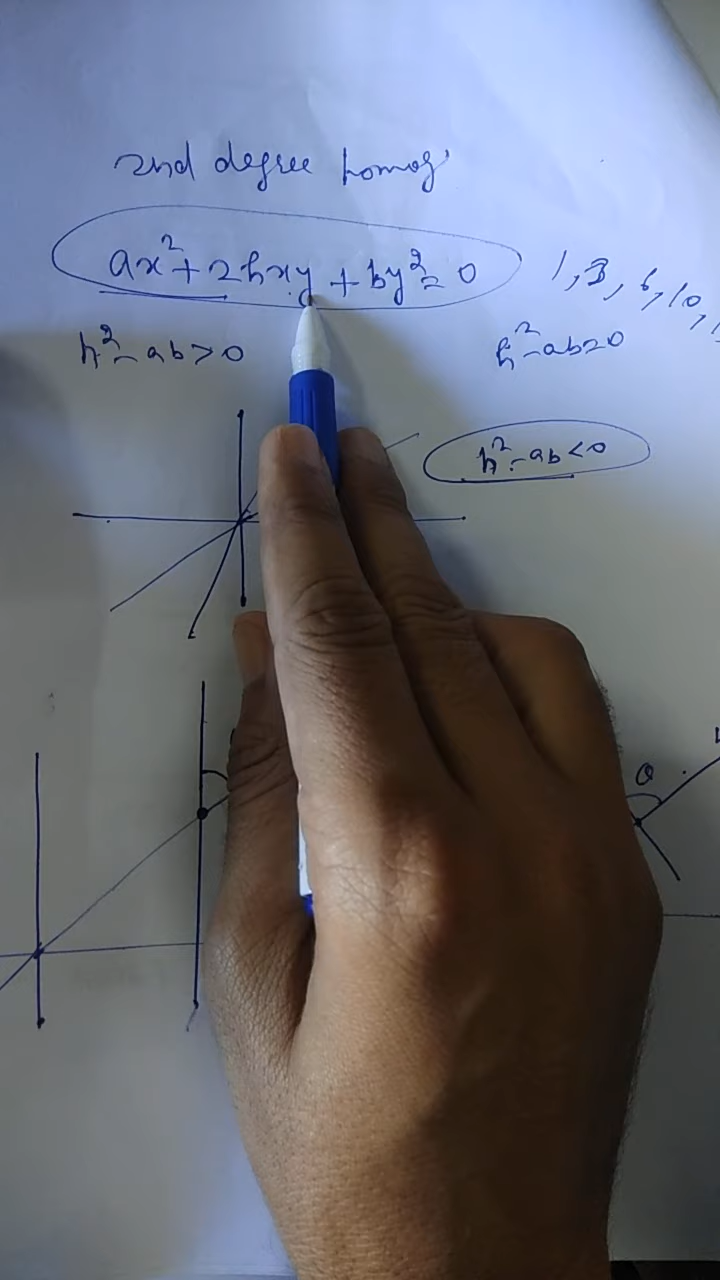 2nd degree homog'
ax² + 2hxy + by² = 0
1, 3, 6, 10,
h² - ab > 0
h² - ab = 0
h² - ab < 0
θ